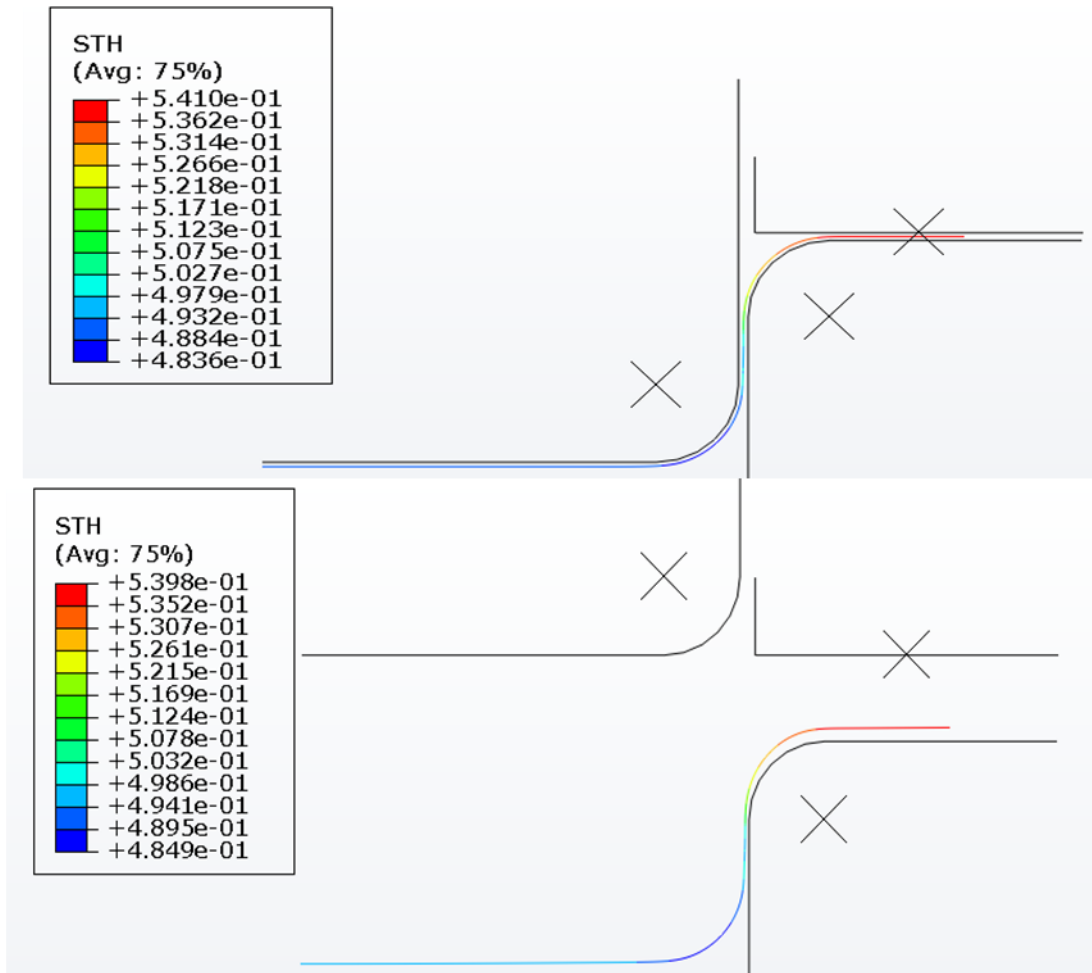 STH
(Avg: 75%)
+5.410e-01
+5.362e-01
+5.314e-01
+5.266e-01
+5.218e-01
+5.171e-01
+5.123e-01
+5.075e-01
+5.027e-01
+4.979e-01
+4.932e-01
+4.884e-01
+4.836e-01
STH
(Avg: 75%)
+5.398e-01
+5.352e-01
+5.307e-01
+5.261e-01
+5.215e-01
+5.169e-01
+5.124e-01
+5.078e-01
+5.032e-01
+4.986e-01
+4.941e-01
+4.895e-01
+4.849e-01